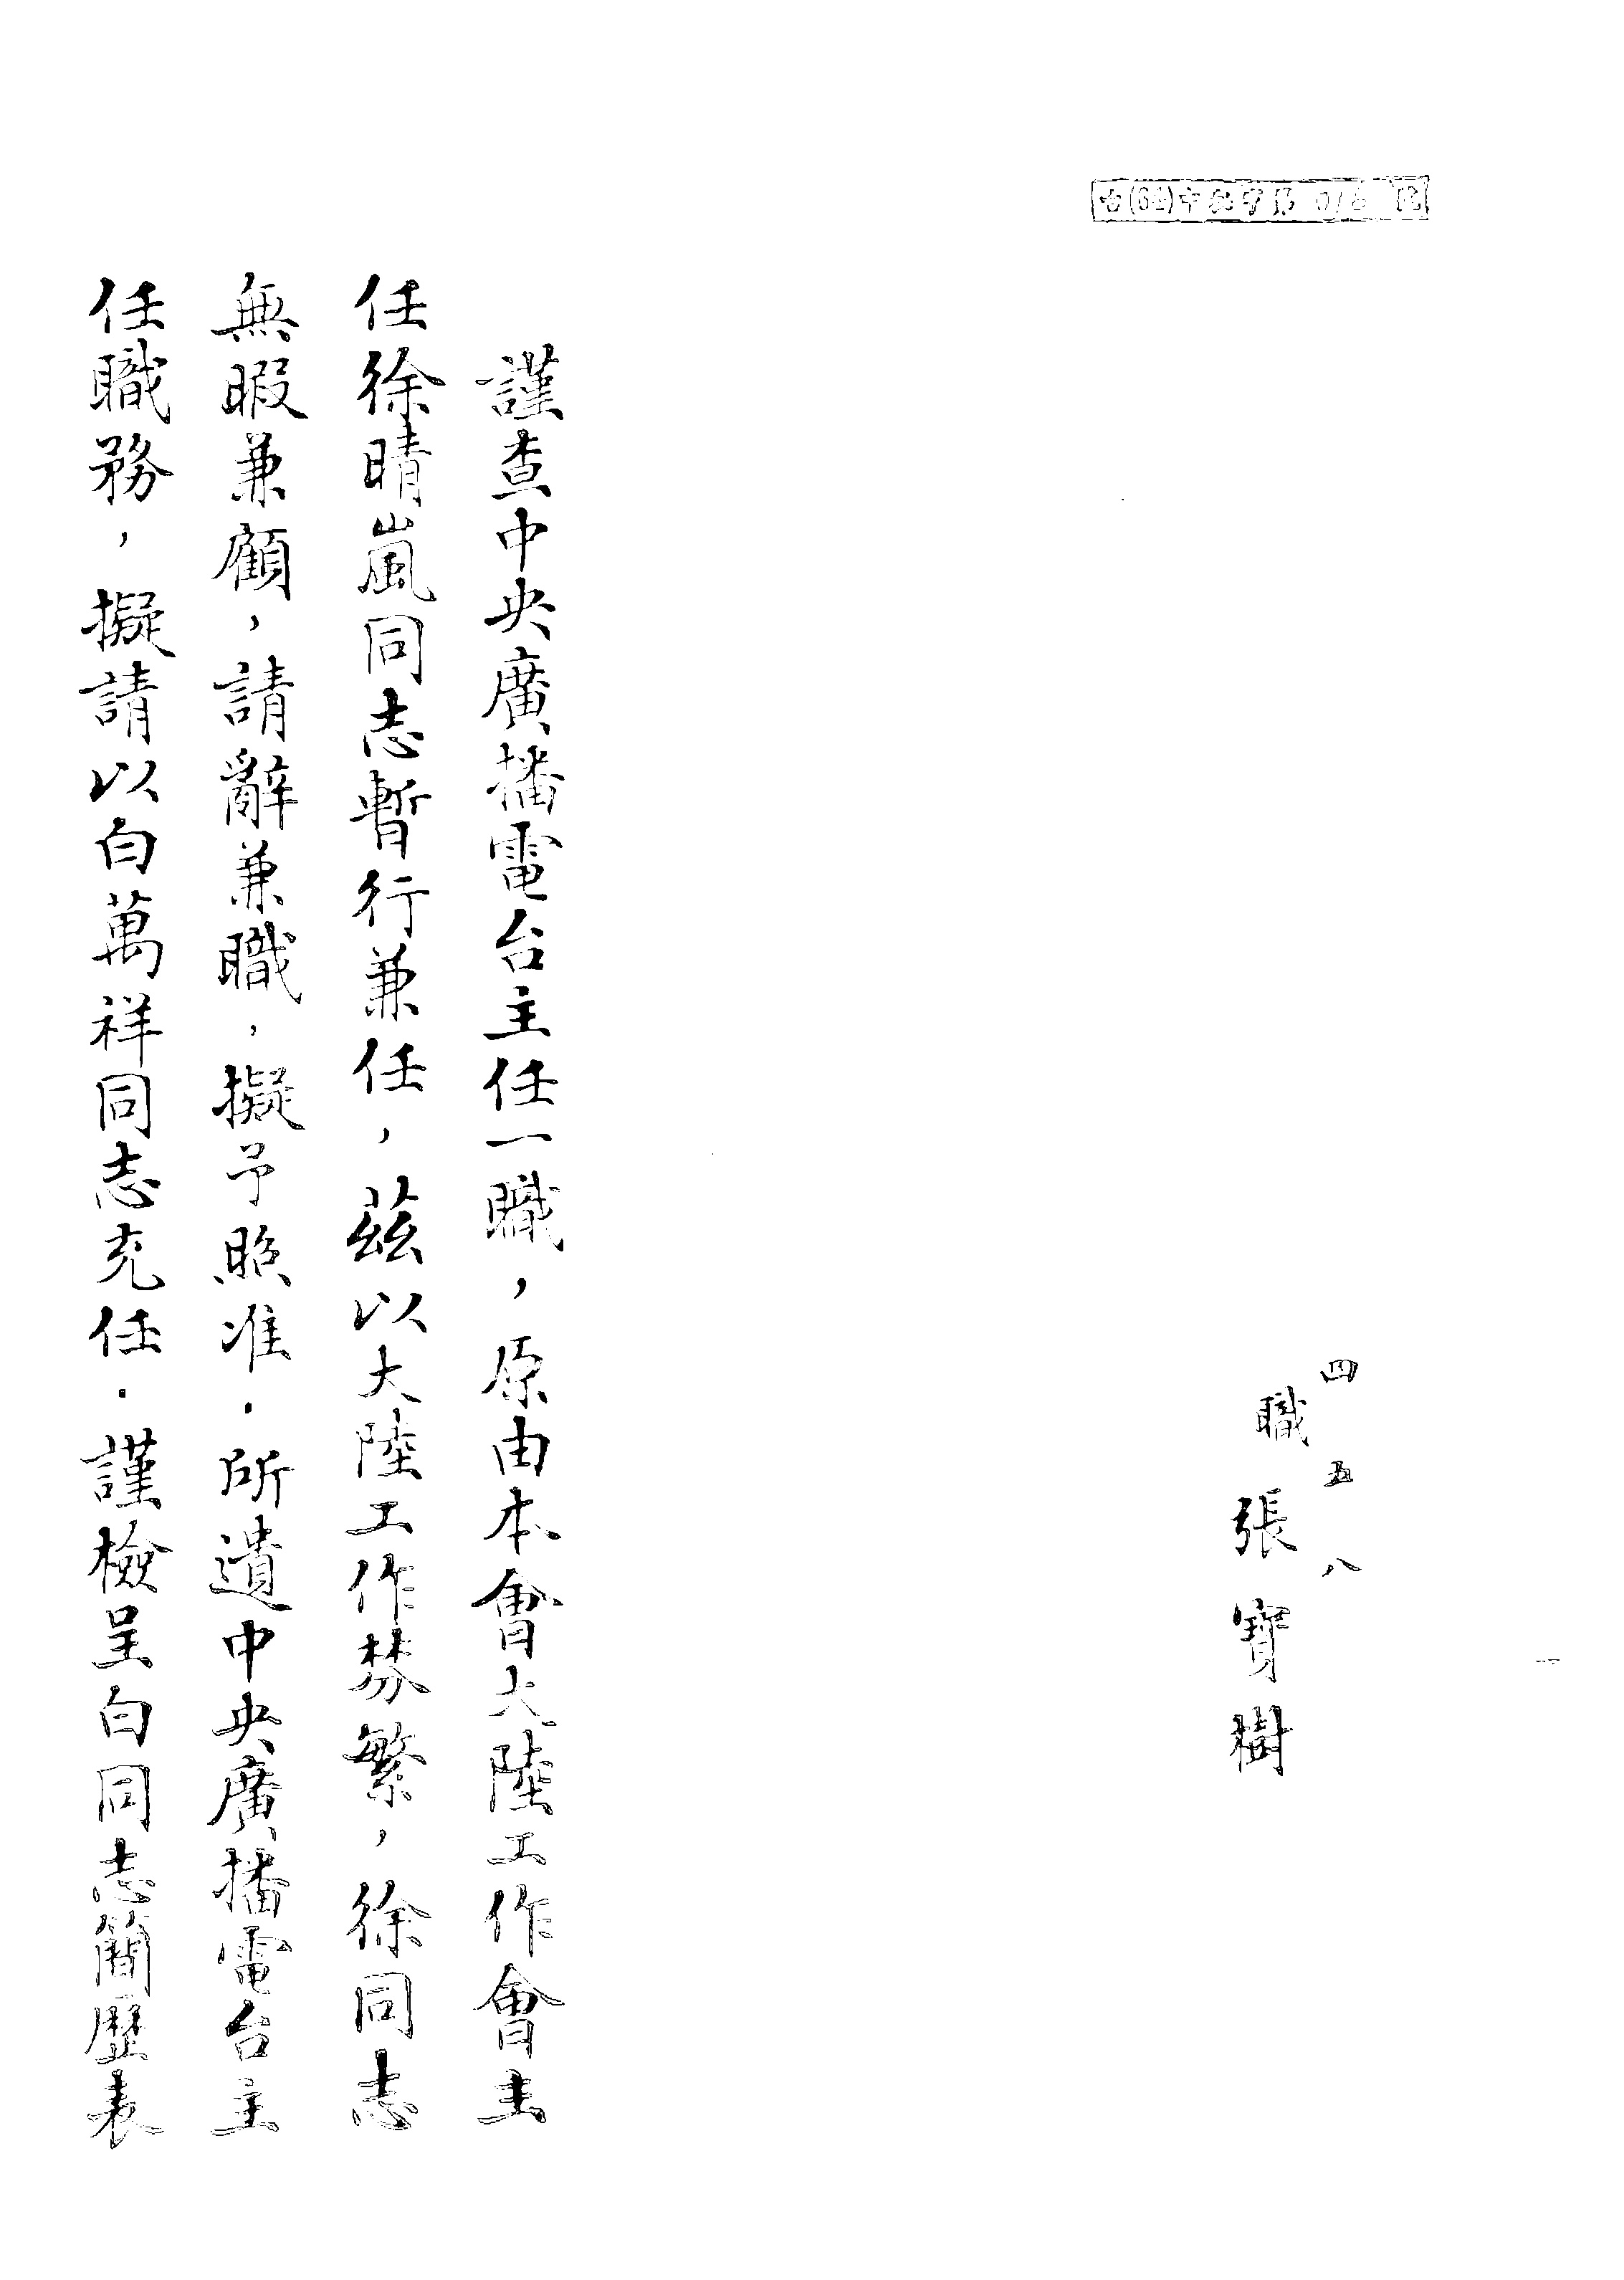 台(62)中秘字第016號
四 五 八
職 張 寶 樹
謹查中央廣播電台主任一職，原由本會大陸工作會主
任徐晴嵐同志暫行兼任，茲以大陸工作棼繁，徐同志
無暇兼顧，請辭兼職，擬予照准．所遺中央廣播電台主
任職務，擬請以白萬祥同志充任．謹檢呈白同志簡歷表